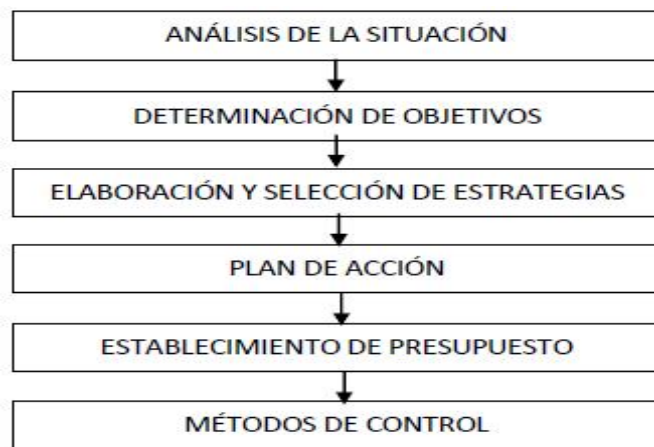 ANÁLISIS DE LA SITUACIÓN
DETERMINACIÓN DE OBJETIVOS
ELABORACIÓN Y SELECCIÓN DE ESTRATEGIAS
PLAN DE ACCIÓN
ESTABLECIMIENTO DE PRESUPUESTO
MÉTODOS DE CONTROL